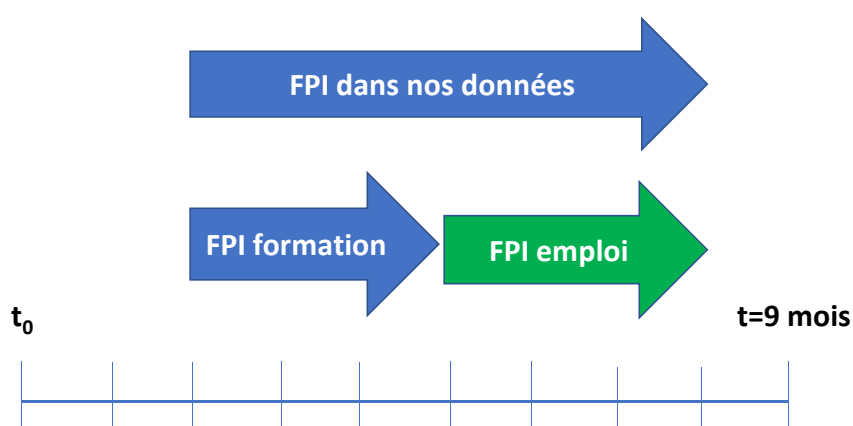 FPI dans nos données
FPI formation
FPI emploi
t₀
t=9 mois